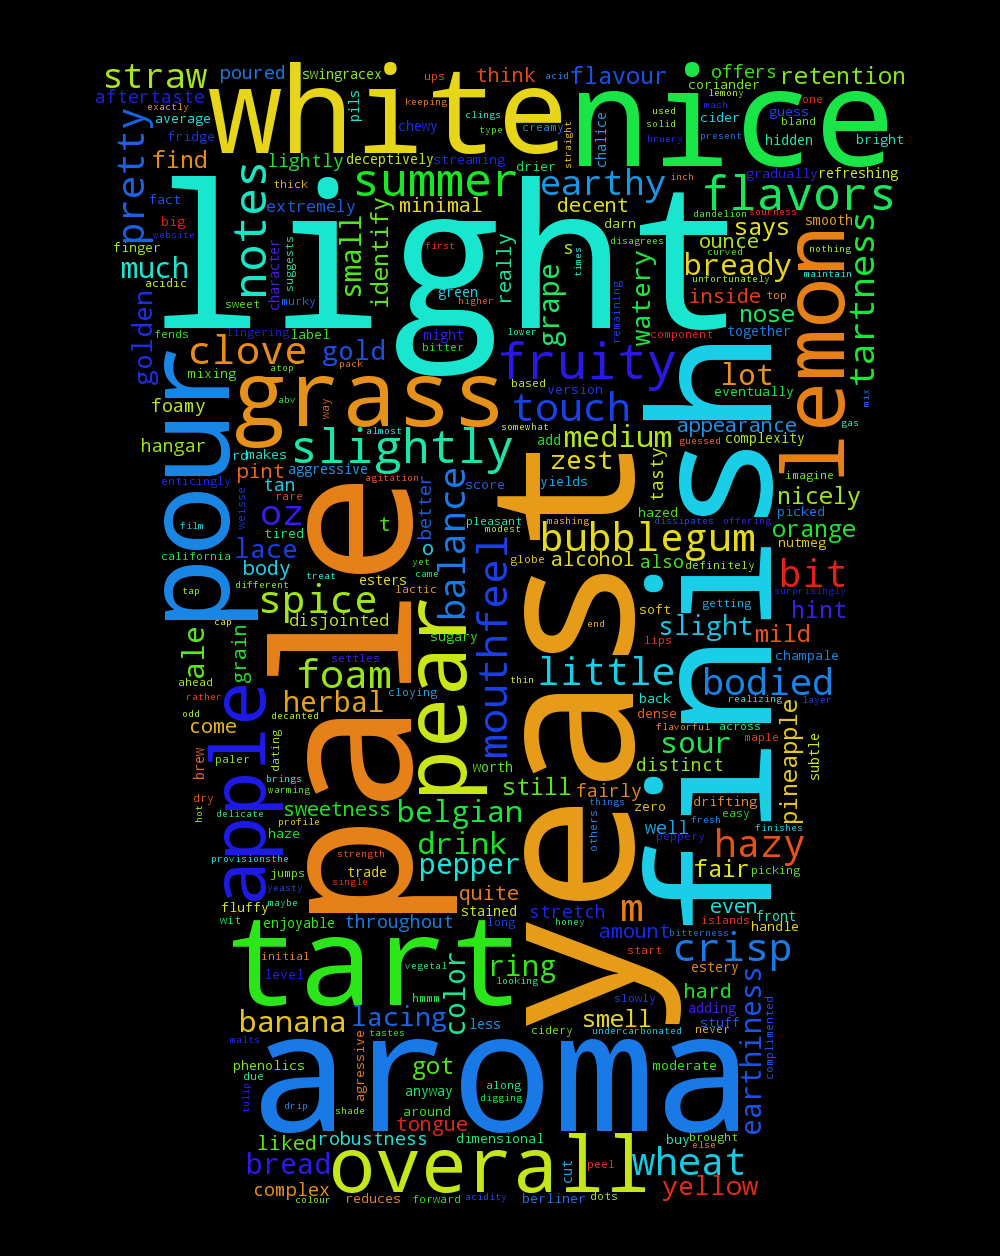 straw
poured
swingracex
ups
think
acid
flavour
offers
retention
coriander
lemony
aftertaste
exactly
average
fridge
white
pils
keeping
chewy
clings
type
creamy
straight
nice
chalice
used
solid
bruery
mash
cider
present
one
guess
bland
hidden
bright
pretty
find
lightly
deceptively
streaming
drier
gradually
refreshing
fact
big
website
finger
much
acidic
notes
thick
extremely
summer
minimal
earthy
decent
inch
flavors
dandelion
sourness
smooth
small
identify
first
really
s
times
darn
disagrees
curved
says
ounce
nothing
tartness
character
suggests
light
green
higher
grape
remaining
watery
bready
unfortunately
maintain
inside
top
nose
lemon
golden
sweet
murky
fends
lingering
label
might
bitter
lower
component
together
clove
gold
mixing
atop
pack
fruity
based
version
lot
eventually
mix
foamy
abv
way
grass
touch
somewhat
appearance
gas
hangar
rd
makes
slightly
almost
add
medium
guessed
complexity
pour
pint
aggressive
agitation
zest
tasty
imagine
enticingly
tan
rare
better
score
yields
nicely
weisse
oz
t
balance
pleasant
modest
mashing
hazed
dissipates
offering
picked
film
tired
orange
california
lace
bubblegum
nutmeg
tap
different
body
treat
yet
came
o
globe
alcohol
also
definitely
bit
esters
surprisingly
spice
lactic
soft
getting
hint
cap
disjointed
sugary
end
lips
slight
mild
ale
grain
settles
pale
pear
mouthfeel
thin
yeast
finish
champale
ahead
foam
little
back
bodied
realizing
layer
rather
herbal
cloying
dense
odd
decanted
flavorful
across
come
sour
maple
pineapple
subtle
apple
dating
paler
brew
brings
warming
worth
distinct
still
fairly
dry
hot
sweetness
belgian
things
zero
drifting
easy
delicate
profile
haze
drink
others
well
fresh
finishes
peppery
hazy
provisionsthe
strength
jumps
trade
pepper
fair
picking
yeasty
single
maybe
quite
fluffy
stained
stretch
m
even
front
wit
enjoyable
throughout
long
honey
amount
islands
bitterness
handle
tart
initial
level
vegetal
ring
looking
start
crisp
estery
color
hmmm
slowly
hard
adding
earthiness
banana
lacing
less
smell
stuff
never
malts
tastes
cidery
undercarbonated
complimented
aroma
phenolics
due
agressive
got
moderate
tulip
anyway
along
digging
drip
shade
around
tongue
liked
robustness
dimensional
buy
brought
else
bread
overall
cut
peel
wheat
complex
colour
reduces
forward
acidity
berliner
dots
yellow